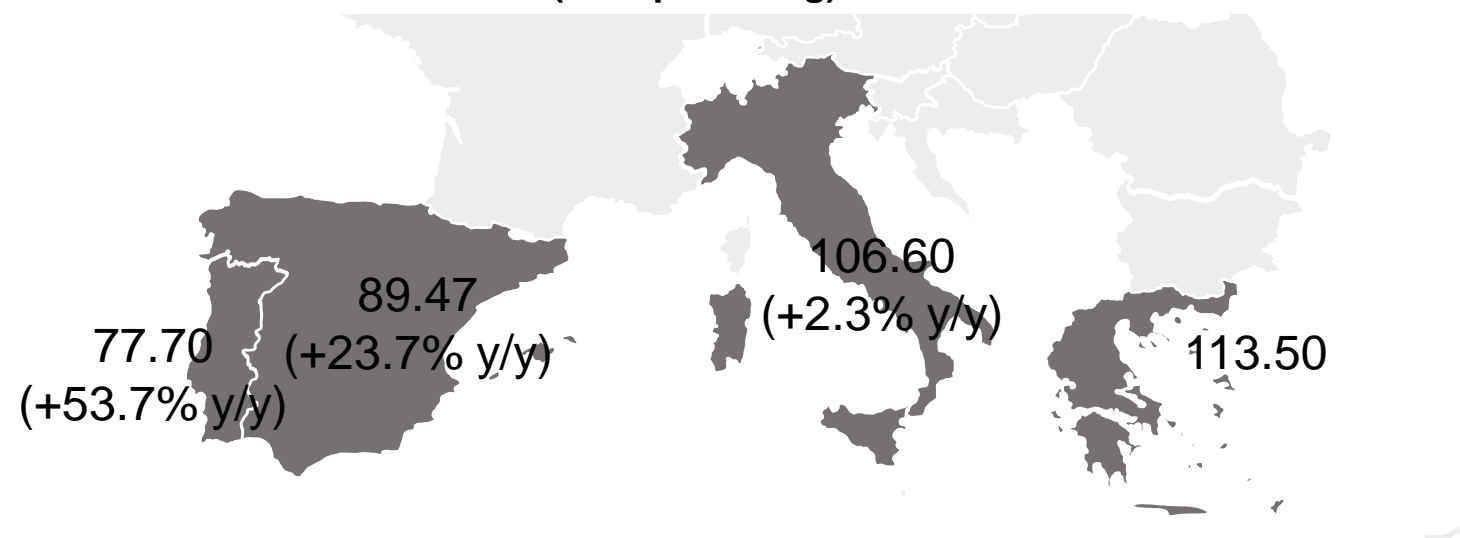 89.47
(+23.7% y/y)
77.70
(+53.7% y/y)
106.60
(+2.3% y/y)
113.50